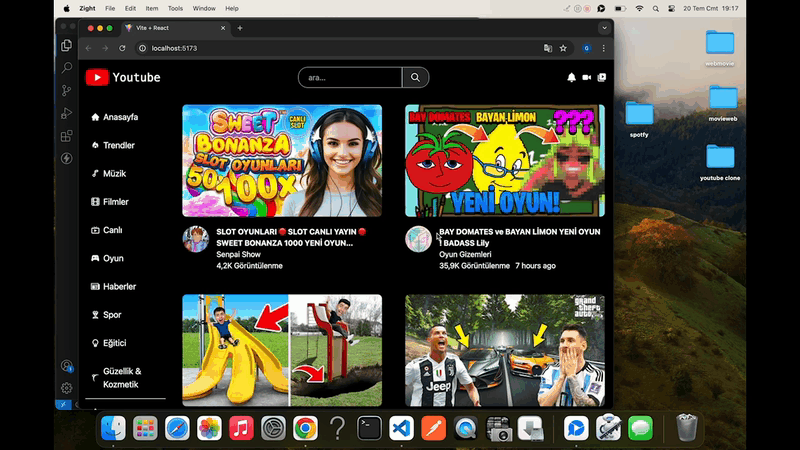 Zight File Edit Item Tools Window Help
20 Tem Cmt 19:17
Vite + React
localhost:5173
G
Youtube
ara...
Anasayfa
Trendler
Müzik
Filmler
Canlı
Oyun
Haberler
Spor
Eğitici
Güzellik &
Kozmetik
SWEET
BONANZA
CANLI
SLOT
SLOT OYUNLARI
50100X
SLOT OYUNLARI🔴SLOT CANLI YAYIN🔴
SWEET BONANZA 1000 YENİ OYUN...
Senpai Show
4,2K Görüntülenme
BAY DOMATES BAYAN LİMON ???
YENİ OYUN!
BAY DOMATES ve BAYAN LİMON YENİ OYUN
! BADASS Lily
Oyun Gizemleri
35,9K Görüntülenme 7 hours ago
grand
theft
auto
Jeep
webmovie
spotfy
movieweb
youtube clone